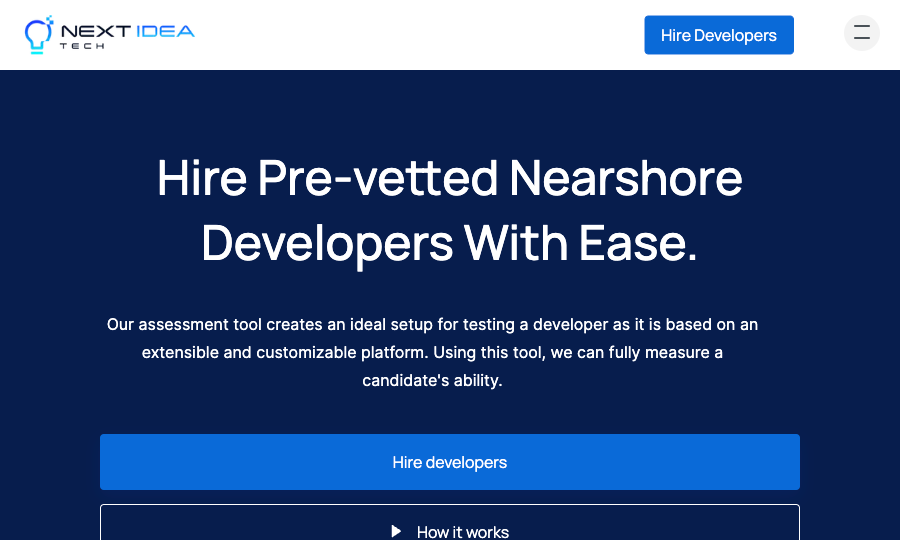 NEXT IDEA
TECH
Hire Developers
Hire Pre-vetted Nearshore
Developers With Ease.
Our assessment tool creates an ideal setup for testing a developer as it is based on an
extensible and customizable platform. Using this tool, we can fully measure a
candidate's ability.
Hire developers
How it works